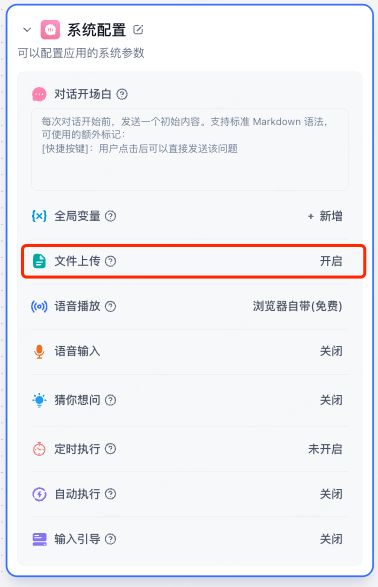 系统配置
可以配置应用的系统参数
对话开场白
每次对话开始前，发送一个初始内容。支持标准 Markdown 语法，
可使用的额外标记：
[快捷按键]：用户点击后可以直接发送该问题
全局变量 + 新增
文件上传 开启
语音播放 浏览器自带(免费)
语音输入 关闭
猜你想问 关闭
定时执行 未开启
自动执行 关闭
输入引导 关闭